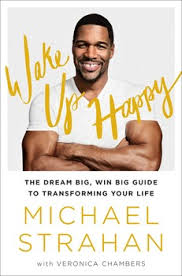 Wake
Up
Happy
THE DREAM BIG, WIN BIG GUIDE
TO TRANSFORMING YOUR LIFE
MICHAEL
STRAHAN
with VERONICA CHAMBERS